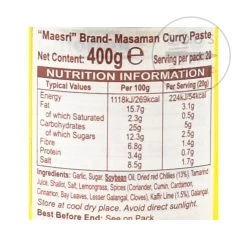 "Maesri" Brand- Masaman Curry Paste
Net Content: 400g e Serving per pack: 20
NUTRITION INFORMATION
Typical Values Per 100g Per Serving (20g)
Energy 1118kJ/269kcal 224kJ/54kcal
Fat 15.7g 3.1g
of which Saturated 2.3g 0.5g
Carbohydrates 25g 5g
of which Sugars 12.3g 2.5g
Fibre 6.8g 1.4g
Protein 3.4g 0.7g
Salt 8.5g 1.7g
Ingredients: Garlic, Sugar, Soybean Oil, Dried Red Chillies (13%), Tamarind
Juice, Shallot, Salt, Lemongrass, Spices (Coriander, Cumin, Cardamon,
Cinnamon, Bay Leaves, Lesser Galangal, Cloves), Kaffir Lime (1.5%), Galangal.
Store at cool dry place. Avoid direct sunlight.
Best Before End: See on Pack